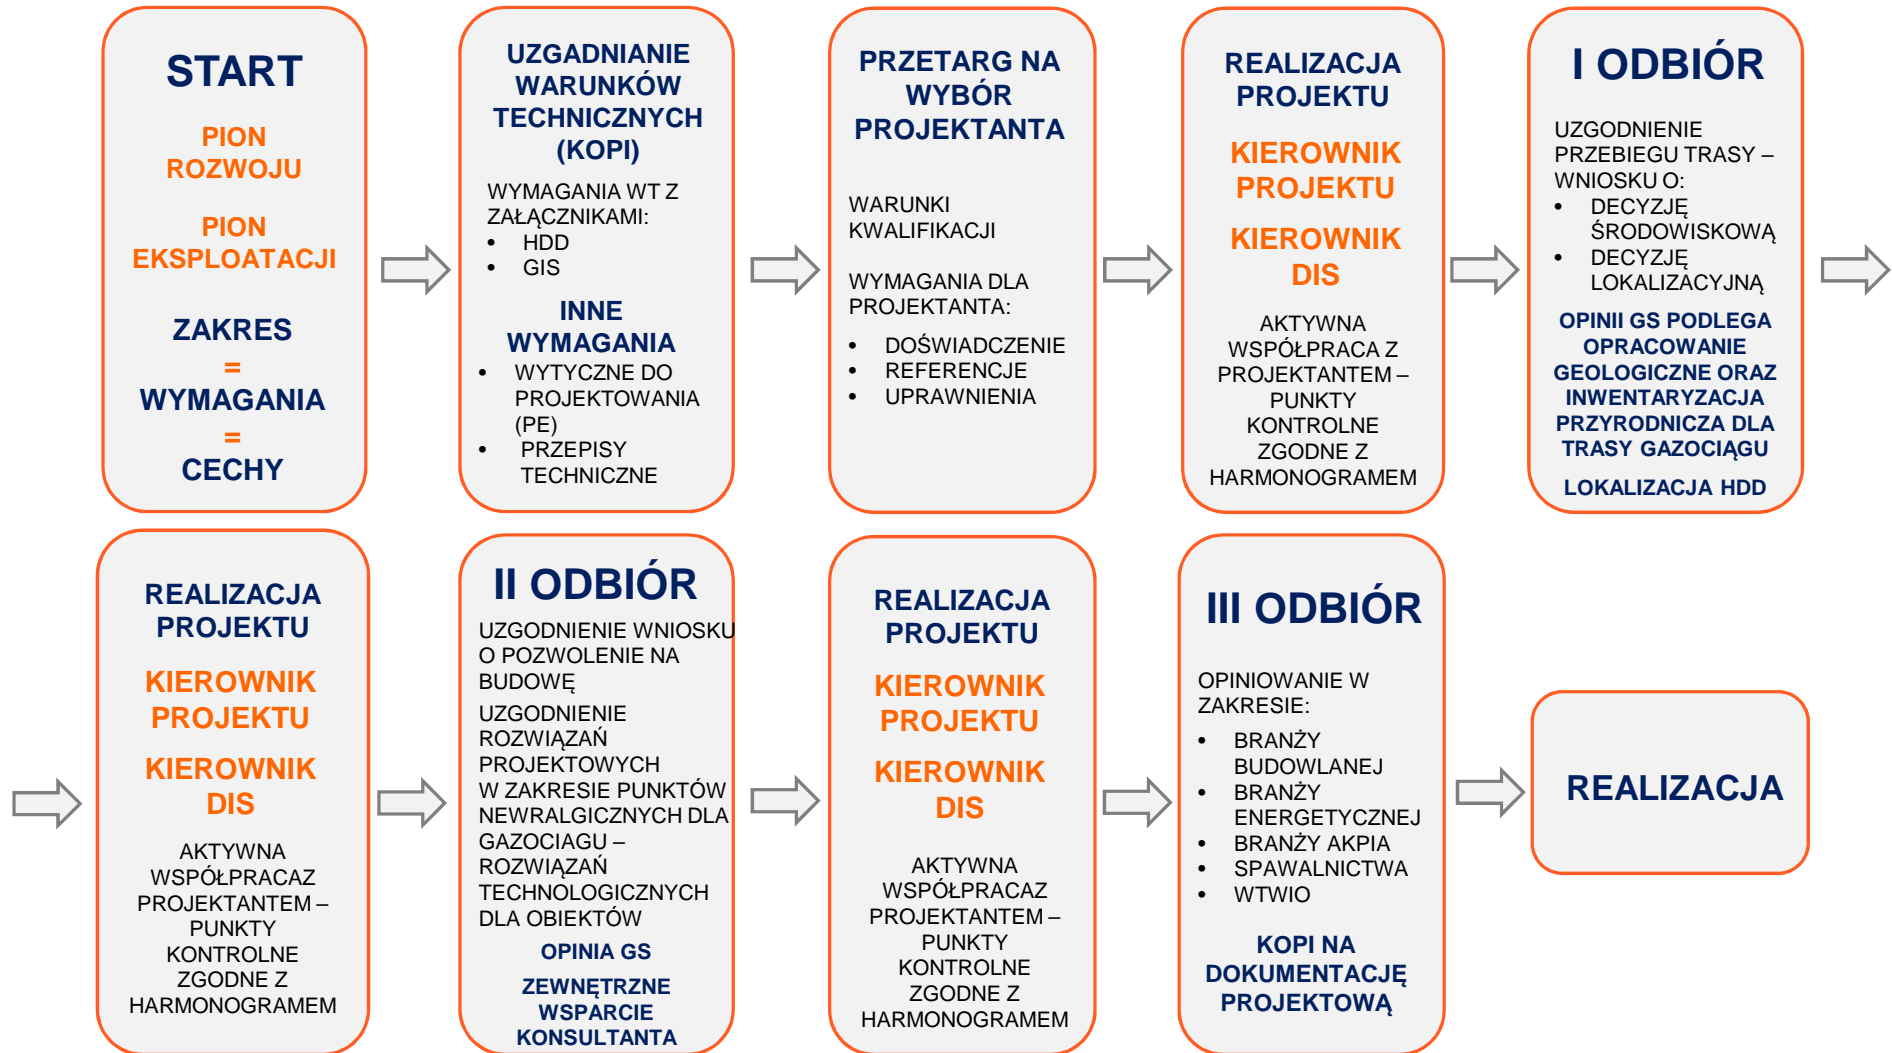 START
PION
ROZWOJU
PION
EKSPLOATACJI
ZAKRES
=
WYMAGANIA
=
CECHY
UZGADNIANIE
WARUNKÓW
TECHNICZNYCH
(KOPI)
WYMAGANIA WT Z
ZAŁĄCZNIKAMI:
• HDD
• GIS
INNE
WYMAGANIA
• WYTYCZNE DO
PROJEKTOWANIA
(PE)
• PRZEPISY
TECHNICZNE
PRZETARG NA
WYBÓR
PROJEKTANTA
WARUNKI
KWALIFIKACJI
WYMAGANIA DLA
PROJEKTANTA:
• DOŚWIADCZENIE
• REFERENCJE
• UPRAWNIENIA
REALIZACJA
PROJEKTU
KIEROWNIK
PROJEKTU
KIEROWNIK
DIS
AKTYWNA
WSPÓŁPRACA Z
PROJEKTANTEM –
PUNKTY
KONTROLNE
ZGODNE Z
HARMONOGRAMEM
I ODBIÓR
UZGODNIENIE
PRZEBIEGU TRASY –
WNIOSKU O:
• DECYZJĘ
ŚRODOWISKOWĄ
• DECYZJĘ
LOKALIZACYJNĄ
OPINII GS PODLEGA
OPRACOWANIE
GEOLOGICZNE ORAZ
INWENTARYZACJA
PRZYRODNICZA DLA
TRASY GAZOCIĄGU
LOKALIZACJA HDD
REALIZACJA
PROJEKTU
KIEROWNIK
PROJEKTU
KIEROWNIK
DIS
AKTYWNA
WSPÓŁPRACAZ
PROJEKTANTEM –
PUNKTY
KONTROLNE
ZGODNE Z
HARMONOGRAMEM
II ODBIÓR
UZGODNIENIE WNIOSKU
O POZWOLENIE NA
BUDOWĘ
UZGODNIENIE
ROZWIĄZAŃ
PROJEKTOWYCH
W ZAKRESIE PUNKTÓW
NEWRALGICZNYCH DLA
GAZOCIAGU –
ROZWIĄZAŃ
TECHNOLOGICZNYCH
DLA OBIEKTÓW
OPINIA GS
ZEWNĘTRZNE
WSPARCIE
KONSULTANTA
REALIZACJA
PROJEKTU
KIEROWNIK
PROJEKTU
KIEROWNIK
DIS
AKTYWNA
WSPÓŁPRACAZ
PROJEKTANTEM –
PUNKTY
KONTROLNE
ZGODNE Z
HARMONOGRAMEM
III ODBIÓR
OPINIOWANIE W
ZAKRESIE:
• BRANŻY
BUDOWLANEJ
• BRANŻY
ENERGETYCZNEJ
• BRANŻY AKPIA
• SPAWALNICTWA
• WTWIO
KOPI NA
DOKUMENTACJĘ
PROJEKTOWĄ
REALIZACJA